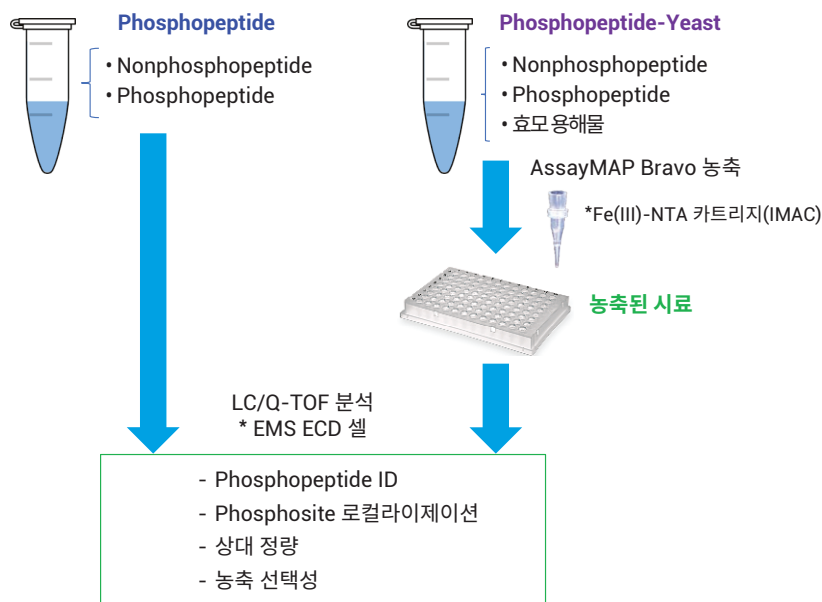 Phosphopeptide
• Nonphosphopeptide
• Phosphopeptide
Phosphopeptide-Yeast
• Nonphosphopeptide
• Phosphopeptide
• 효모 용해물
AssayMAP Bravo 농축
*Fe(III)-NTA 카트리지(IMAC)
농축된 시료
LC/Q-TOF 분석
* EMS ECD 셀
- Phosphopeptide ID
- Phosphosite 로컬라이제이션
- 상대 정량
- 농축 선택성